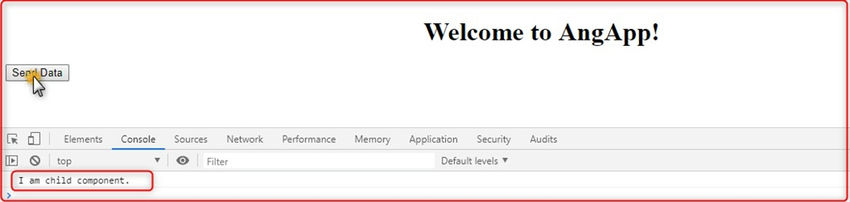 Welcome to AngApp!
Send Data
Elements Console Sources Network Performance Memory Application Security Audits
top Filter Default levels
I am child component.